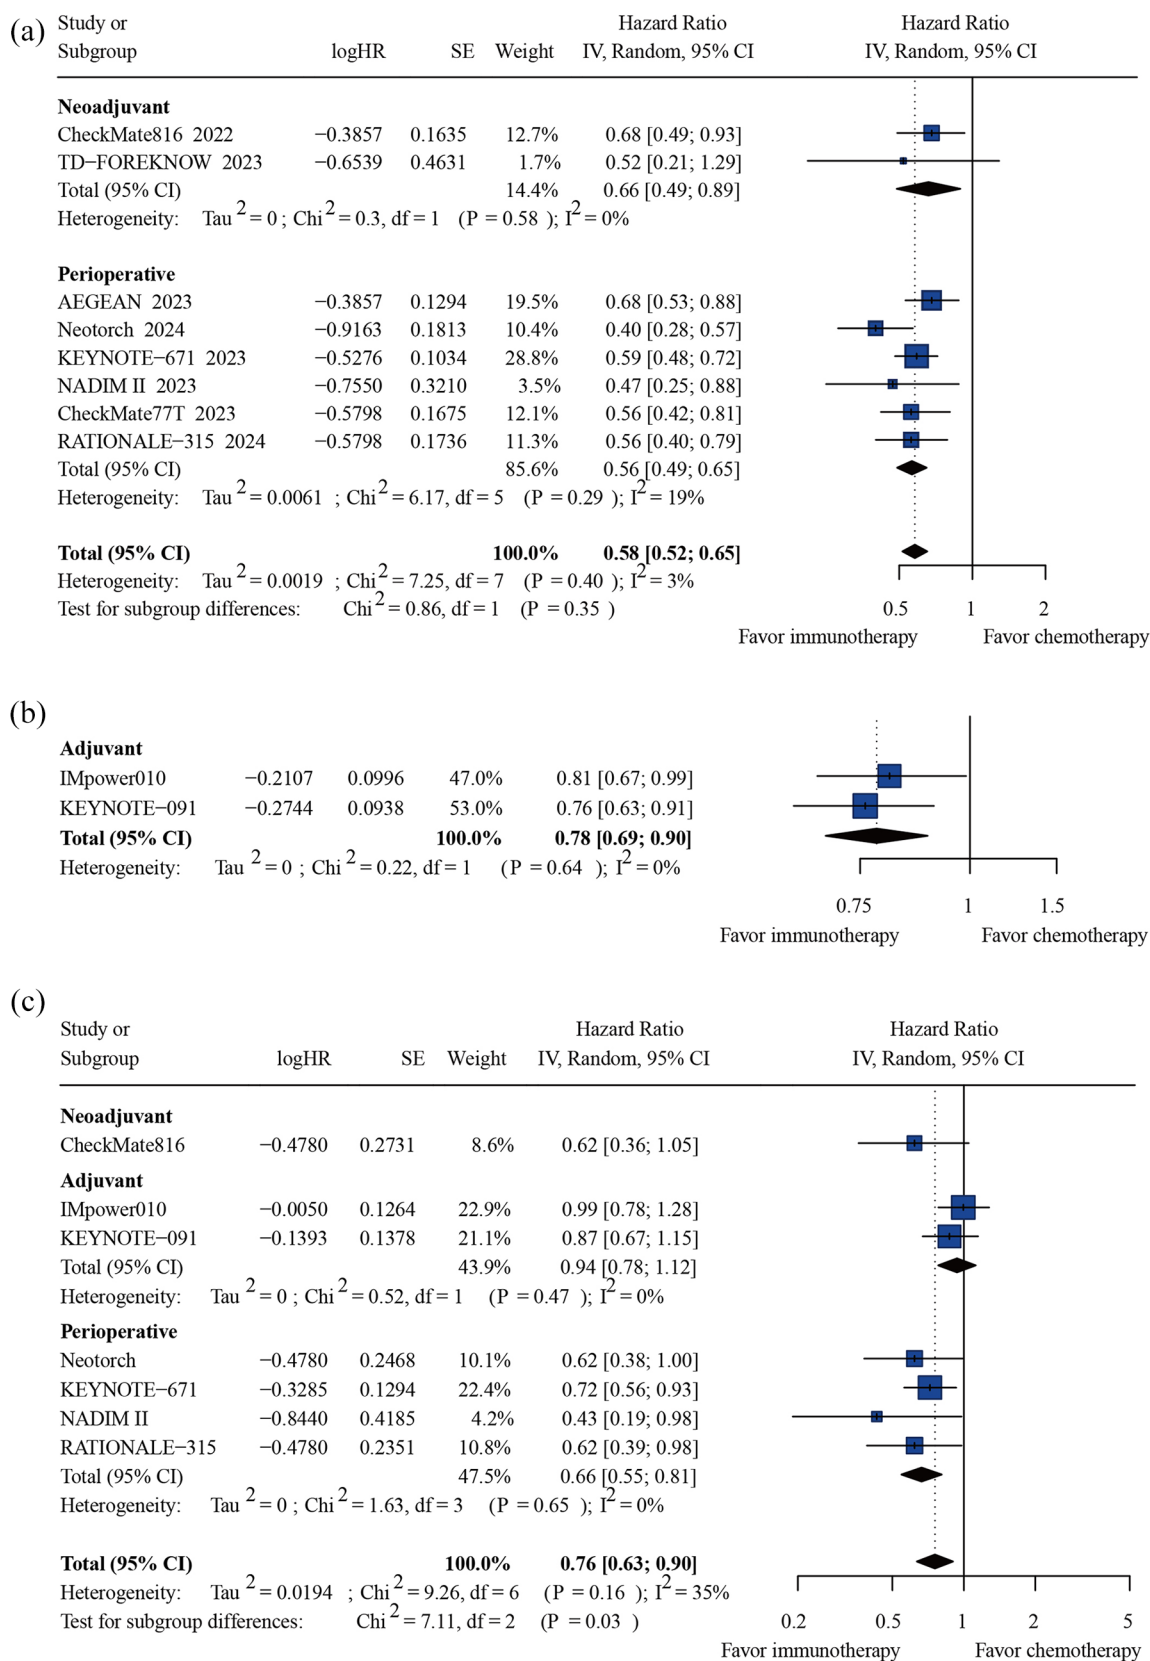 (a)
Study or Hazard Ratio Hazard Ratio
Subgroup logHR SE Weight IV, Random, 95% CI IV, Random, 95% CI
Neoadjuvant
CheckMate816 2022 −0.3857 0.1635 12.7% 0.68 [0.49; 0.93]
TD−FOREKNOW 2023 −0.6539 0.4631 1.7% 0.52 [0.21; 1.29]
Total (95% CI) 14.4% 0.66 [0.49; 0.89]
Heterogeneity: Tau² = 0 ; Chi² = 0.3, df = 1 (P = 0.58 ); I² = 0%
Perioperative
AEGEAN 2023 −0.3857 0.1294 19.5% 0.68 [0.53; 0.88]
Neotorch 2024 −0.9163 0.1813 10.4% 0.40 [0.28; 0.57]
KEYNOTE−671 2023 −0.5276 0.1034 28.8% 0.59 [0.48; 0.72]
NADIM II 2023 −0.7550 0.3210 3.5% 0.47 [0.25; 0.88]
CheckMate77T 2023 −0.5798 0.1675 12.1% 0.56 [0.42; 0.81]
RATIONALE−315 2024 −0.5798 0.1736 11.3% 0.56 [0.40; 0.79]
Total (95% CI) 85.6% 0.56 [0.49; 0.65]
Heterogeneity: Tau² = 0.0061 ; Chi² = 6.17, df = 5 (P = 0.29 ); I² = 19%
Total (95% CI) 100.0% 0.58 [0.52; 0.65]
Heterogeneity: Tau² = 0.0019 ; Chi² = 7.25, df = 7 (P = 0.40 ); I² = 3%
Test for subgroup differences: Chi² = 0.86, df = 1 (P = 0.35 )
0.5 1 2
Favor immunotherapy Favor chemotherapy
(b)
Adjuvant
IMpower010 −0.2107 0.0996 47.0% 0.81 [0.67; 0.99]
KEYNOTE−091 −0.2744 0.0938 53.0% 0.76 [0.63; 0.91]
Total (95% CI) 100.0% 0.78 [0.69; 0.90]
Heterogeneity: Tau² = 0 ; Chi² = 0.22, df = 1 (P = 0.64 ); I² = 0%
0.75 1 1.5
Favor immunotherapy Favor chemotherapy
(c)
Study or Hazard Ratio Hazard Ratio
Subgroup logHR SE Weight IV, Random, 95% CI IV, Random, 95% CI
Neoadjuvant
CheckMate816 −0.4780 0.2731 8.6% 0.62 [0.36; 1.05]
Adjuvant
IMpower010 −0.0050 0.1264 22.9% 0.99 [0.78; 1.28]
KEYNOTE−091 −0.1393 0.1378 21.1% 0.87 [0.67; 1.15]
Total (95% CI) 43.9% 0.94 [0.78; 1.12]
Heterogeneity: Tau² = 0 ; Chi² = 0.52, df = 1 (P = 0.47 ); I² = 0%
Perioperative
Neotorch −0.4780 0.2468 10.1% 0.62 [0.38; 1.00]
KEYNOTE−671 −0.3285 0.1294 22.4% 0.72 [0.56; 0.93]
NADIM II −0.8440 0.4185 4.2% 0.43 [0.19; 0.98]
RATIONALE−315 −0.4780 0.2351 10.8% 0.62 [0.39; 0.98]
Total (95% CI) 47.5% 0.66 [0.55; 0.81]
Heterogeneity: Tau² = 0 ; Chi² = 1.63, df = 3 (P = 0.65 ); I² = 0%
Total (95% CI) 100.0% 0.76 [0.63; 0.90]
Heterogeneity: Tau² = 0.0194 ; Chi² = 9.26, df = 6 (P = 0.16 ); I² = 35%
Test for subgroup differences: Chi² = 7.11, df = 2 (P = 0.03 )
0.2 0.5 1 2 5
Favor immunotherapy Favor chemotherapy